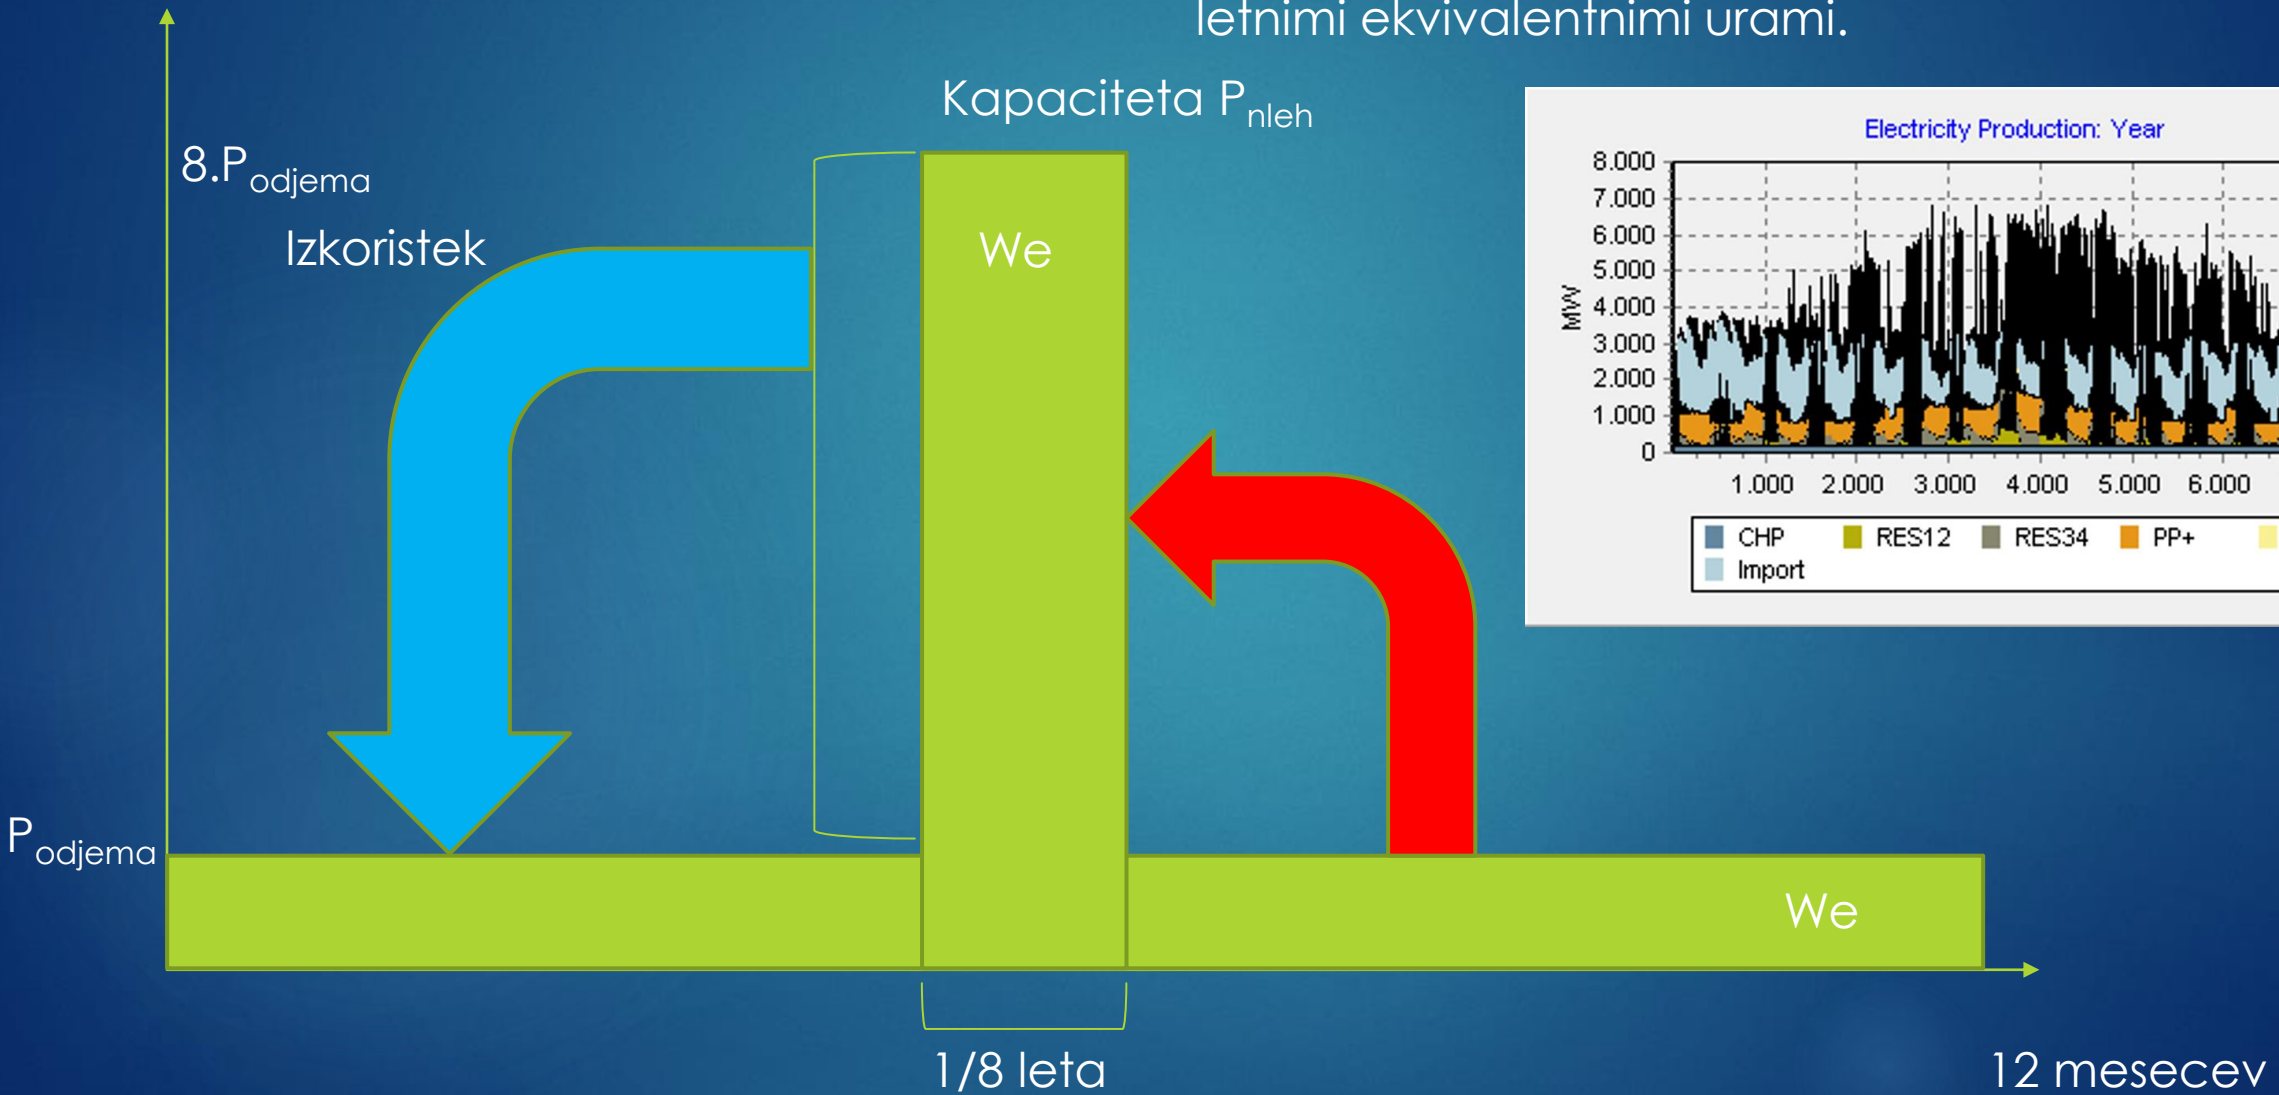 letnimi ekvivalentnimi urami.
Kapaciteta Pnleh
8.Podjema
Izkoristek
We
Podjema
We
1/8 leta
12 mesecev
Electricity Production: Year
8.000
7.000
6.000
5.000
4.000
3.000
2.000
1.000
0
MW
1.000 2.000 3.000 4.000 5.000 6.000
CHP RES12 RES34 PP+
Import